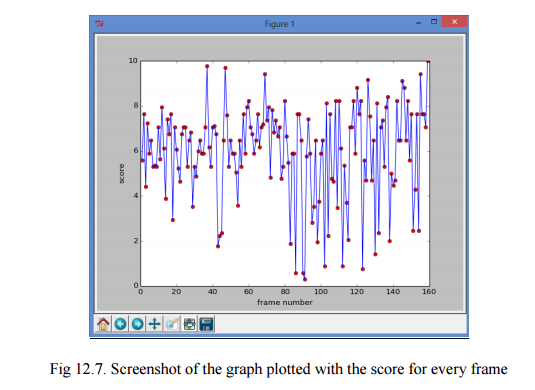 Figure 1
10
8
6
4
2
0
score
0 20 40 60 80 100 120 140 160
frame number
Fig 12.7. Screenshot of the graph plotted with the score for every frame